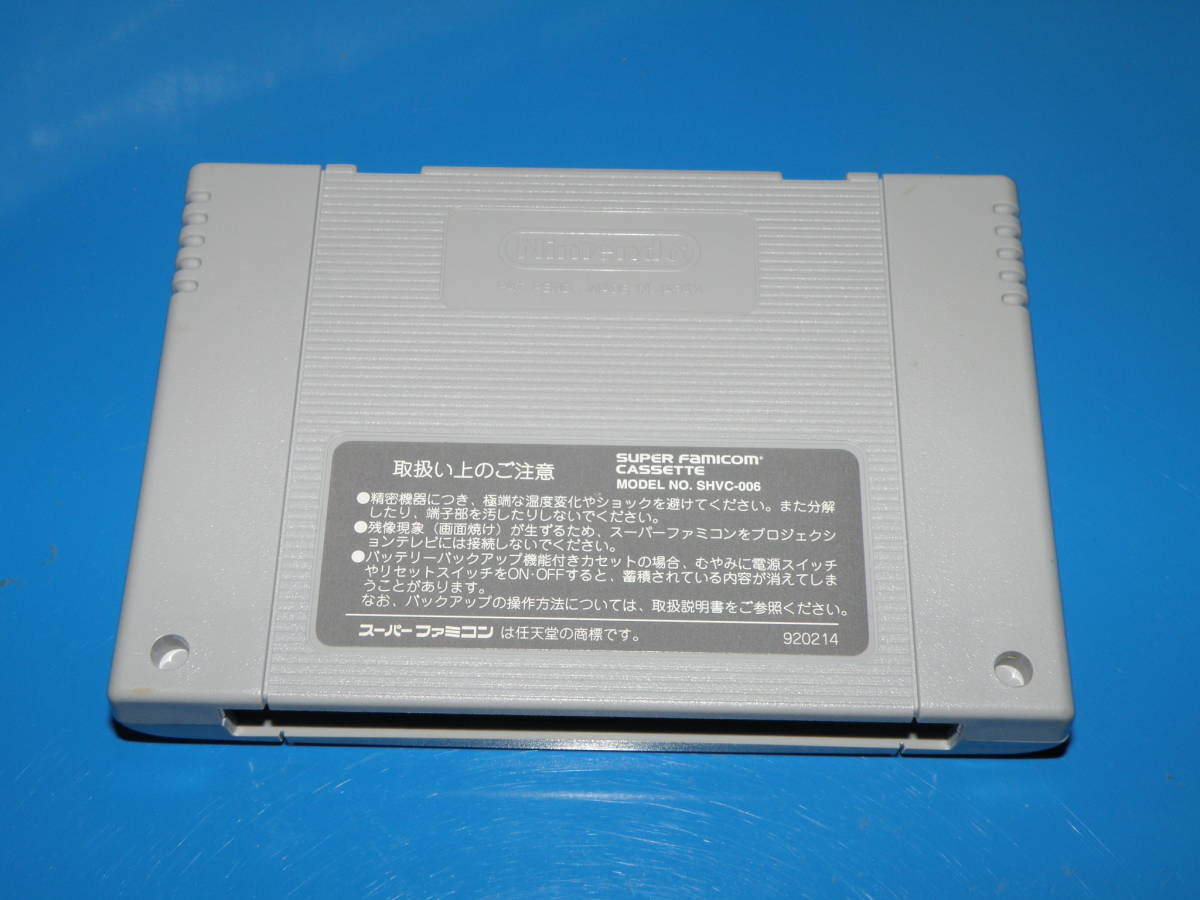 Nintendo
PAT. PEND. MADE IN JAPAN
取扱い上のご注意
SUPER FAMICOM®
CASSETTE
MODEL NO. SHVC-006
●精密機器につき、極端な温度変化やショックを避けてください。また分解
したり、端子部を汚したりしないでください。
●残像現象（画面焼け）が生ずるため、スーパーファミコンをプロジェクシ
ョンテレビには接続しないでください。
●バッテリーバックアップ機能付きカセットの場合、むやみに電源スイッチ
やリセットスイッチをON·OFFすると、蓄積されている内容が消えてしま
うことがあります。
なお、バックアップの操作方法については、取扱説明書をご参照ください。
スーパーファミコン は任天堂の商標です。
920214